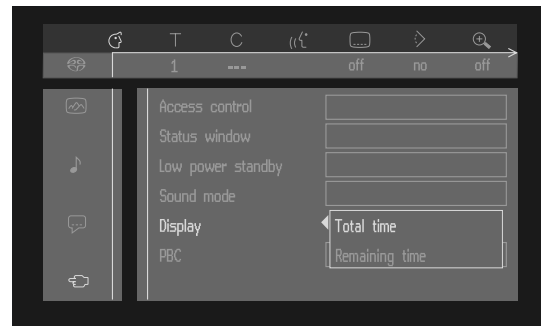 T C
1 --- off no off
Access control
Status window
Low power standby
Sound mode
Display Total time
PBC Remaining time